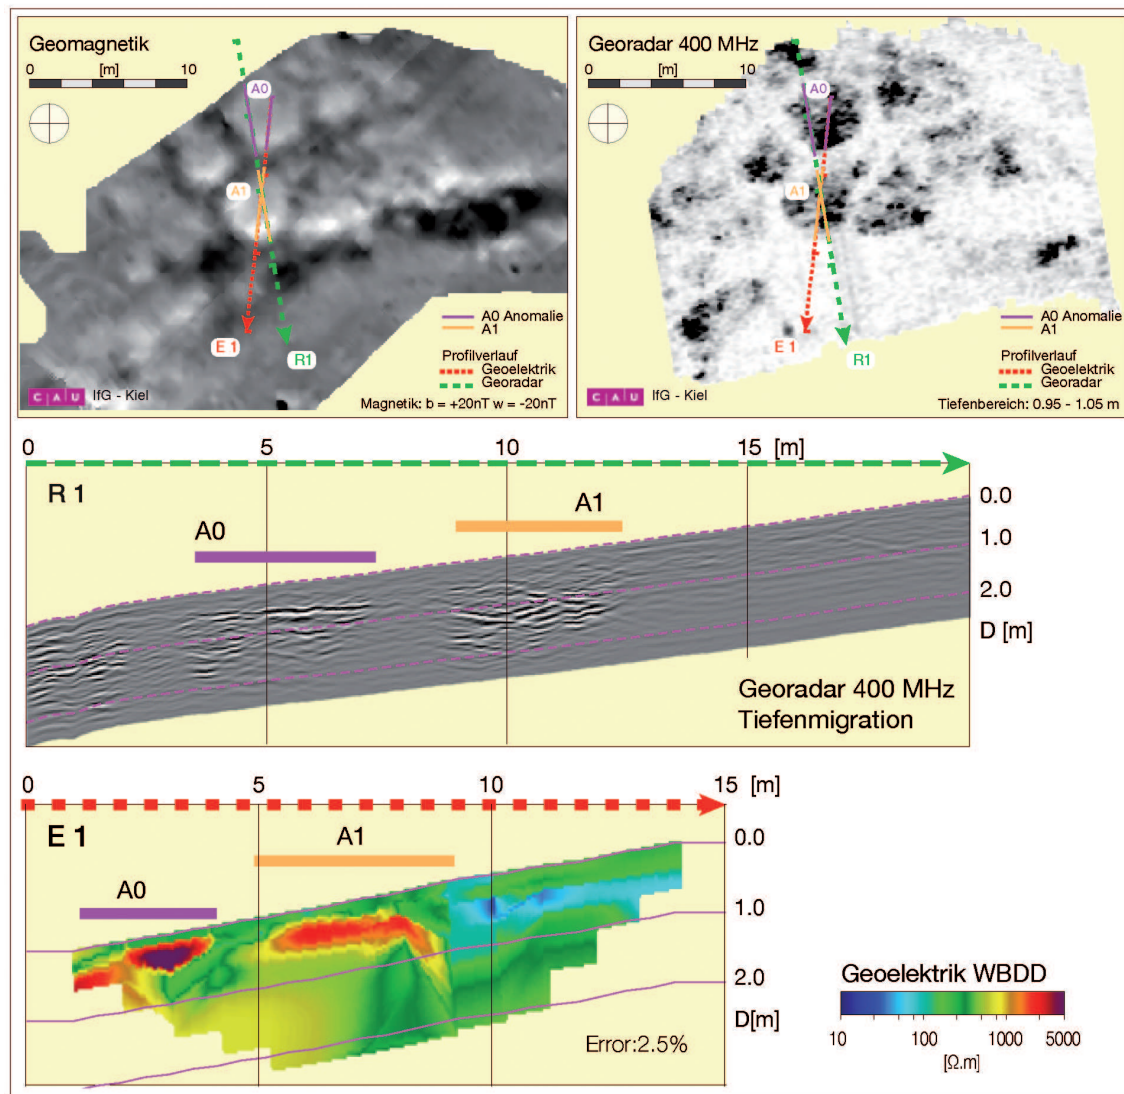 Geomagnetik
0 [m] 10
A0
A1
E 1
R1
A0 Anomalie
A1
Profilverlauf
Geoelektrik
Georadar
CAU IfG - Kiel
Magnetik: b = +20nT w = -20nT
Georadar 400 MHz
0 [m] 10
A0
A1
E 1
R1
A0 Anomalie
A1
Profilverlauf
Geoelektrik
Georadar
CAU IfG - Kiel
Tiefenbereich: 0.95 - 1.05 m
0 5 10 15 [m]
R 1
A0
A1
0.0
1.0
2.0
D [m]
Georadar 400 MHz
Tiefenmigration
0 5 10 15 [m]
E 1
A0
A1
0.0
1.0
2.0
D[m]
Error:2.5%
Geoelektrik WBDD
10 100 1000 5000
[Ω.m]